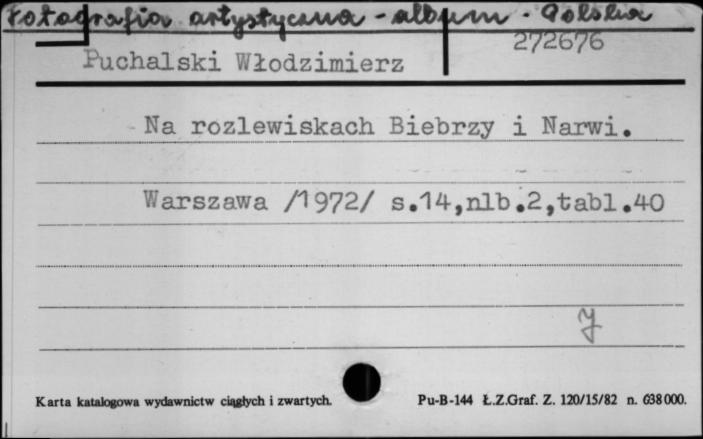 Fotografia artystyczna - album - Polska
272676
Puchalski Włodzimierz
Na rozlewiskach Biebrzy i Narwi.
Warszawa /1972/ s.14,nlb.2,tabl.40
J
Karta katalogowa wydawnictw ciągłych i zwartych. Pu-B-144 Ł.Z.Graf. Z. 120/15/82 n. 638000.